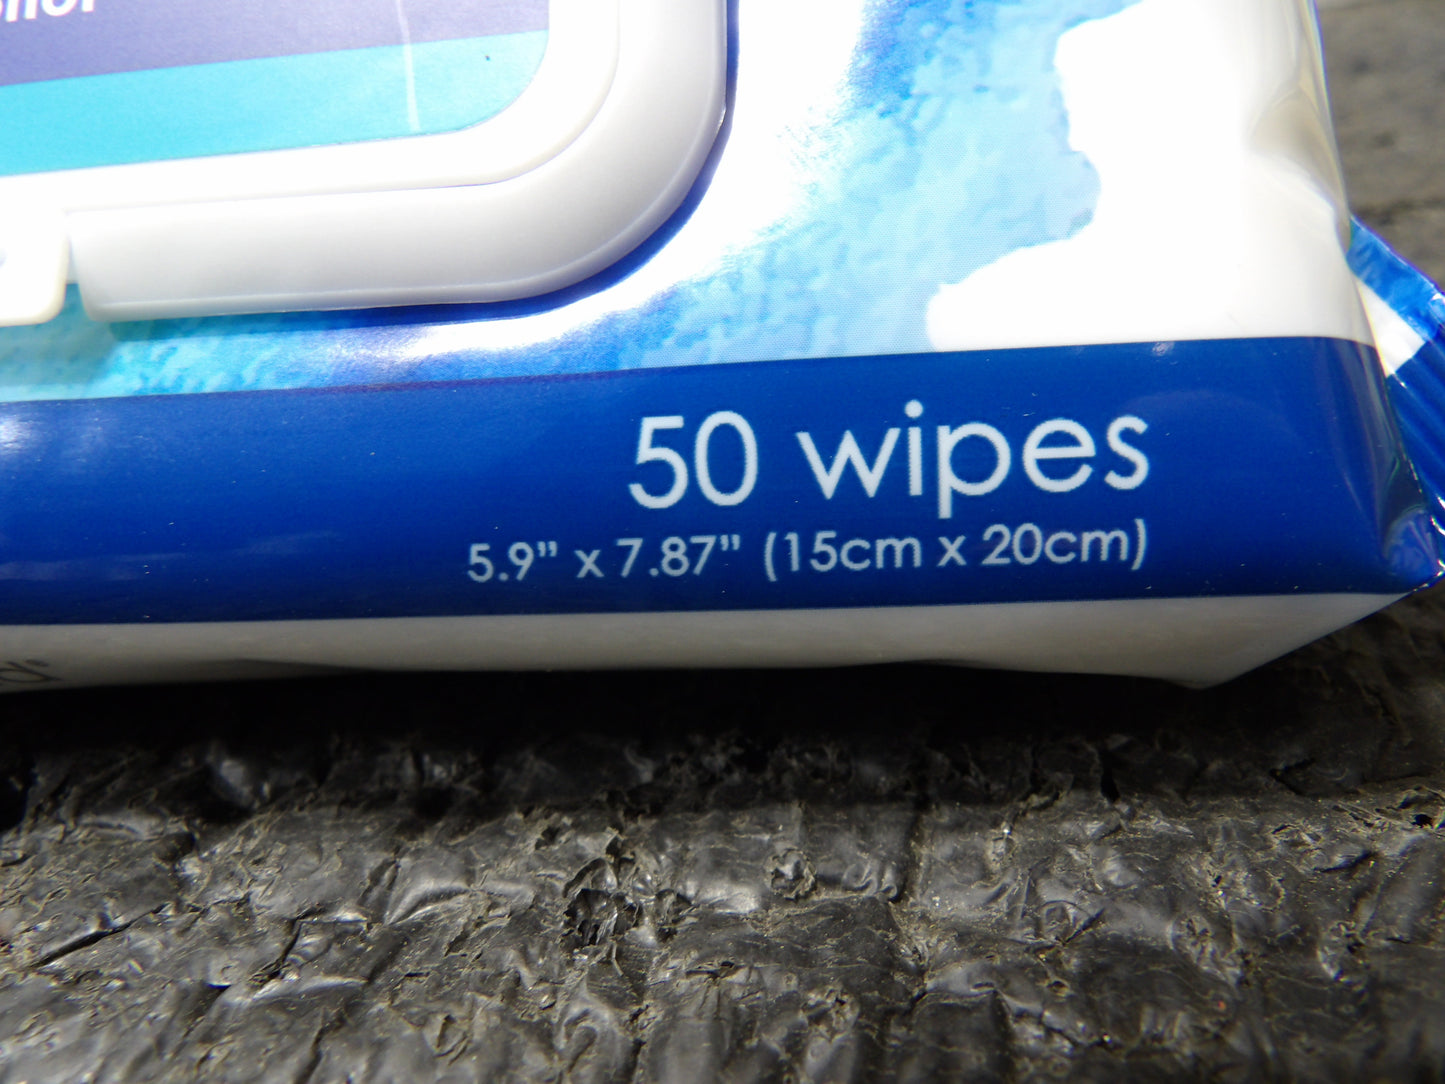 50 wipes
5.9” x 7.87” (15cm x 20cm)